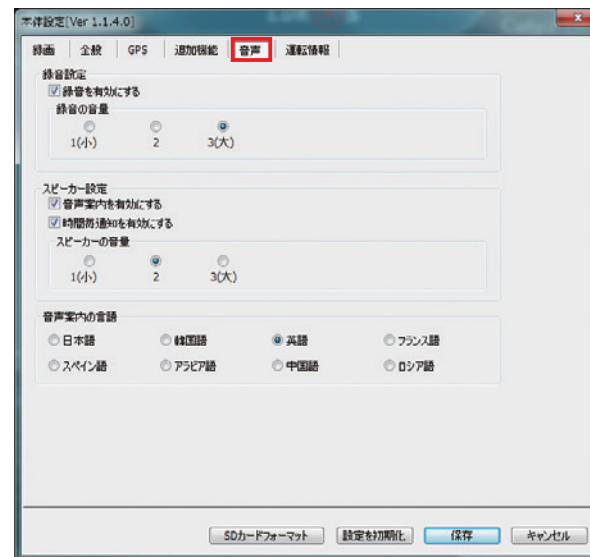 本体設定[Ver 1.1.4.0]
録画 全般 GPS 追加機能 音声 運転情報
録音設定
録音を有効にする
録音の音量
1(小) 2 3(大)
スピーカー設定
音声案内を有効にする
時間毎通知を有効にする
スピーカーの音量
1(小) 2 3(大)
音声案内の言語
日本語 韓国語 英語 フランス語
スペイン語 アラビア語 中国語 ロシア語
SDカードフォーマット 設定を初期化 保存 キャンセル